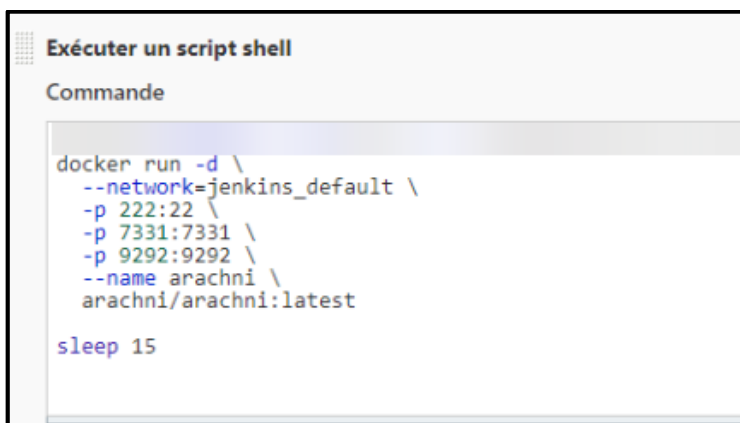 Exécuter un script shell
Commande
docker run -d \
--network=jenkins_default \
-p 222:22 \
-p 7331:7331 \
-p 9292:9292 \
--name arachni \
arachni/arachni:latest
sleep 15